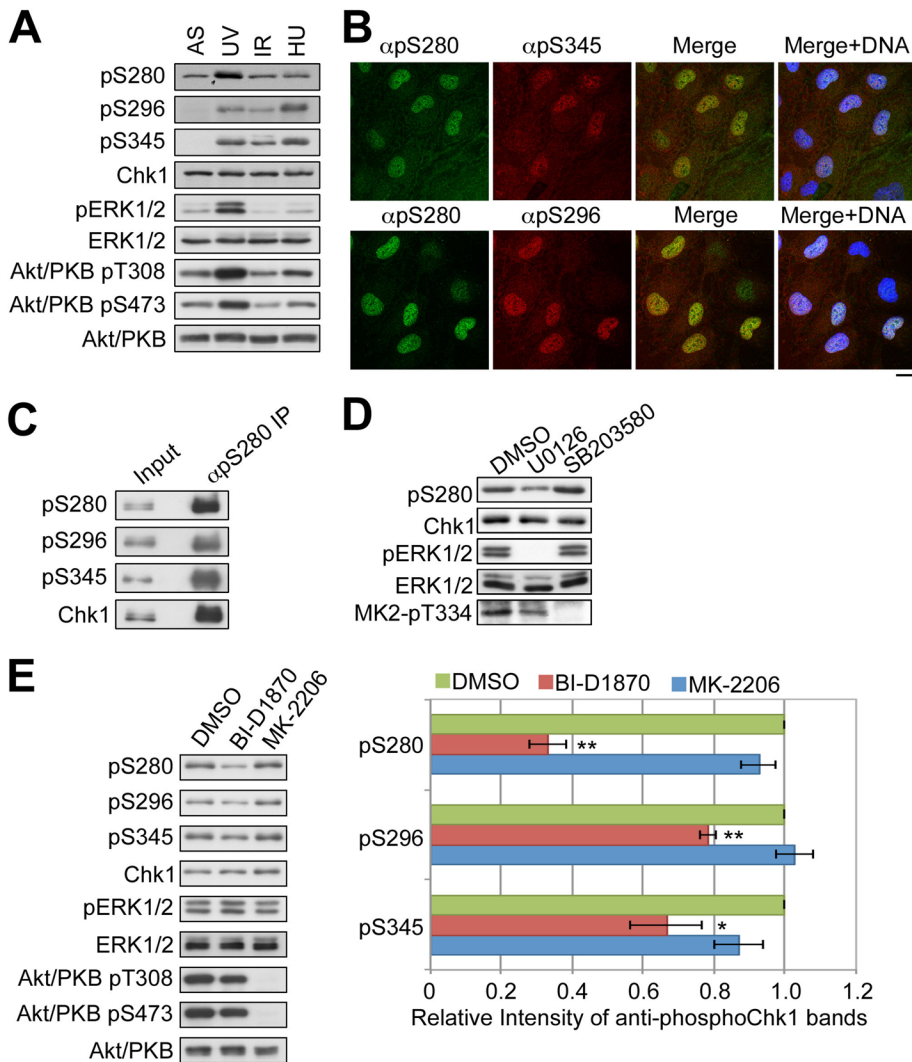 A
AS UV IR HU
pS280
pS296
pS345
Chk1
pERK1/2
ERK1/2
Akt/PKB pT308
Akt/PKB pS473
Akt/PKB
B
αpS280 αpS345 Merge Merge+DNA
αpS280 αpS296 Merge Merge+DNA
C
Input αpS280 IP
pS280
pS296
pS345
Chk1
D
DMSO U0126 SB203580
pS280
Chk1
pERK1/2
ERK1/2
MK2-pT334
E
DMSO BI-D1870 MK-2206
pS280
pS296
pS345
Chk1
pERK1/2
ERK1/2
Akt/PKB pT308
Akt/PKB pS473
Akt/PKB
DMSO BI-D1870 MK-2206
pS280
**
pS296
**
pS345
*
0 0.2 0.4 0.6 0.8 1 1.2
Relative Intensity of anti-phosphoChk1 bands